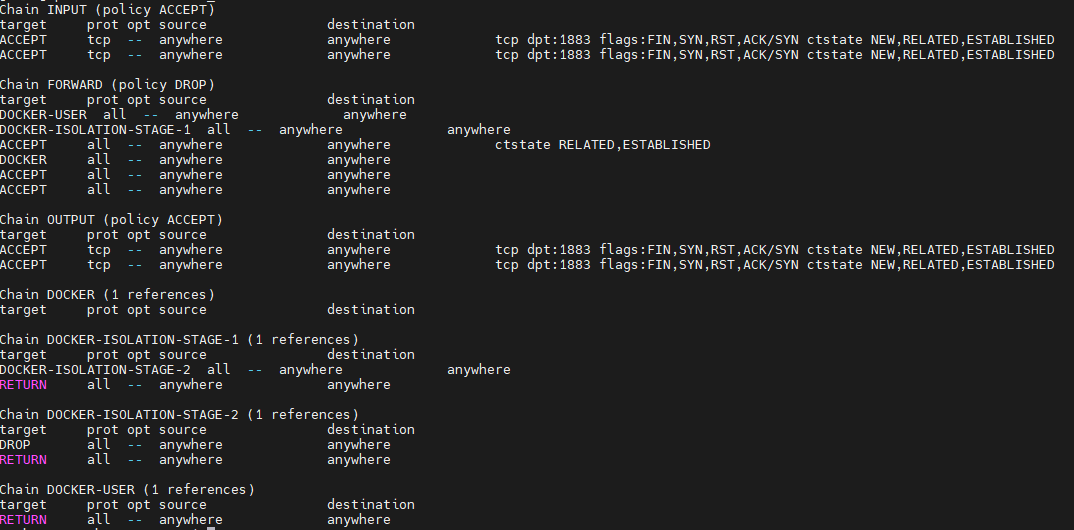 Chain INPUT (policy ACCEPT)
target     prot opt source               destination
ACCEPT     tcp  --  anywhere             anywhere             tcp dpt:1883 flags:FIN,SYN,RST,ACK/SYN ctstate NEW,RELATED,ESTABLISHED
ACCEPT     tcp  --  anywhere             anywhere             tcp dpt:1883 flags:FIN,SYN,RST,ACK/SYN ctstate NEW,RELATED,ESTABLISHED

Chain FORWARD (policy DROP)
target     prot opt source               destination
DOCKER-USER  all  --  anywhere             anywhere
DOCKER-ISOLATION-STAGE-1  all  --  anywhere             anywhere
ACCEPT     all  --  anywhere             anywhere             ctstate RELATED,ESTABLISHED
DOCKER     all  --  anywhere             anywhere
ACCEPT     all  --  anywhere             anywhere
ACCEPT     all  --  anywhere             anywhere

Chain OUTPUT (policy ACCEPT)
target     prot opt source               destination
ACCEPT     tcp  --  anywhere             anywhere             tcp dpt:1883 flags:FIN,SYN,RST,ACK/SYN ctstate NEW,RELATED,ESTABLISHED
ACCEPT     tcp  --  anywhere             anywhere             tcp dpt:1883 flags:FIN,SYN,RST,ACK/SYN ctstate NEW,RELATED,ESTABLISHED

Chain DOCKER (1 references)
target     prot opt source               destination

Chain DOCKER-ISOLATION-STAGE-1 (1 references)
target     prot opt source               destination
DOCKER-ISOLATION-STAGE-2  all  --  anywhere             anywhere
RETURN     all  --  anywhere             anywhere

Chain DOCKER-ISOLATION-STAGE-2 (1 references)
target     prot opt source               destination
DROP       all  --  anywhere             anywhere
RETURN     all  --  anywhere             anywhere

Chain DOCKER-USER (1 references)
target     prot opt source               destination
RETURN     all  --  anywhere             anywhere